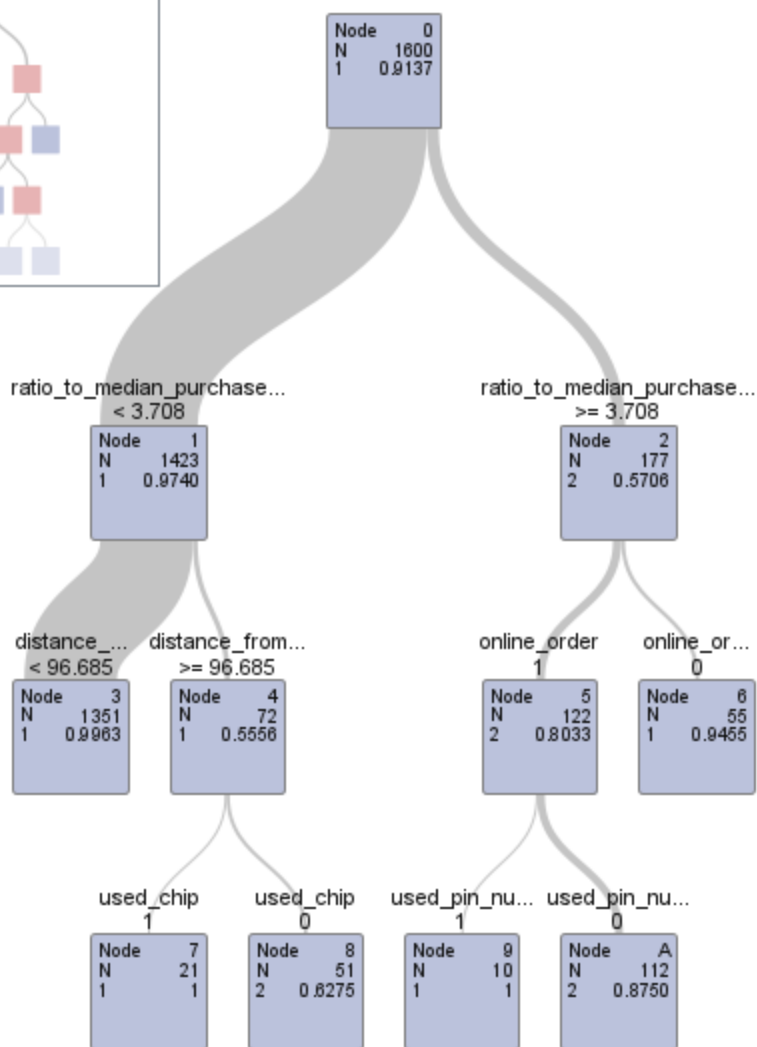 Node 0
N 1600
1 0.9137
ratio_to_median_purchase...
< 3.708
ratio_to_median_purchase...
>= 3.708
Node 1
N 1423
1 0.9740
Node 2
N 177
2 0.5706
distance_...
< 96.685
distance_from...
>= 96.685
online_order
1
online_or...
0
Node 3
N 1351
1 0.9963
Node 4
N 72
1 0.5556
Node 5
N 122
2 0.8033
Node 6
N 55
1 0.9455
used_chip
1
used_chip
0
used_pin_nu...
1
used_pin_nu...
0
Node 7
N 21
1 1
Node 8
N 51
2 0.6275
Node 9
N 10
1 1
Node A
N 112
2 0.8750